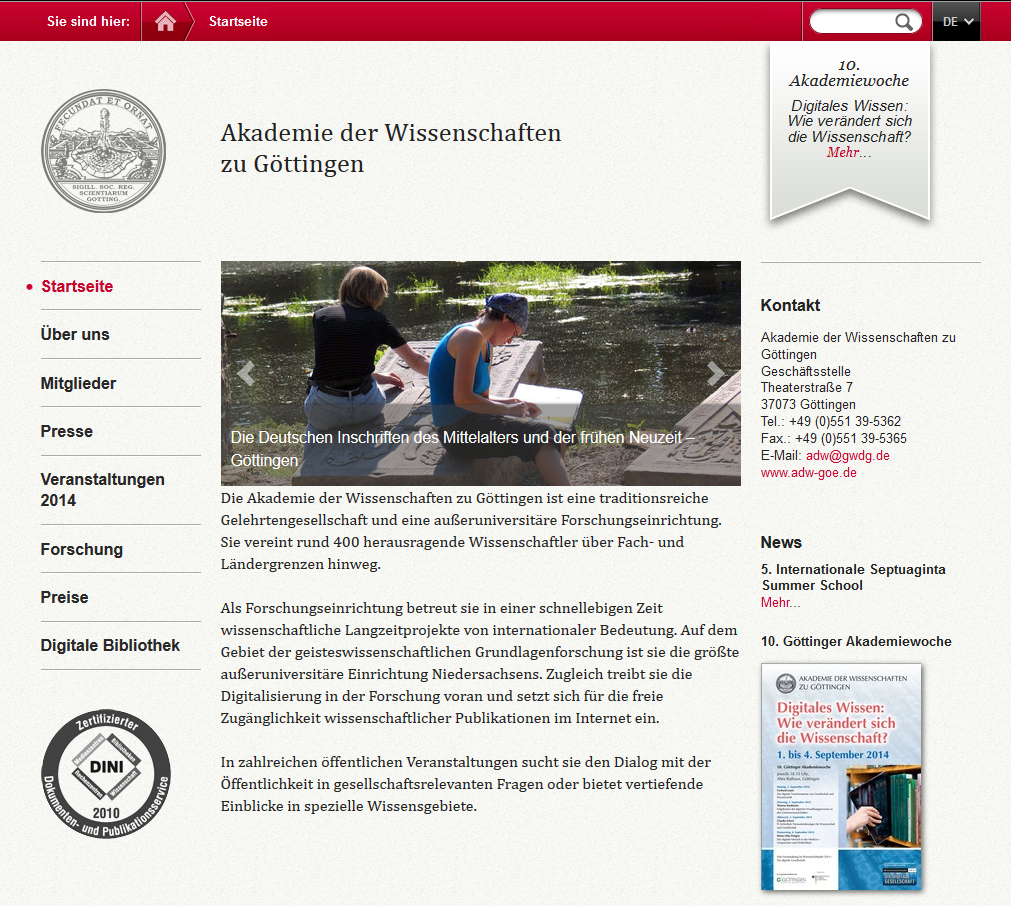 Sie sind hier:
Startseite
DE
10.
Akademiewoche
Digitales Wissen:
Wie verändert sich
die Wissenschaft?
Mehr...
FECUNDAT ET ORNAT
SIGILL. SOC. REG.
SCIENTIARUM
GOTTING.
Akademie der Wissenschaften
zu Göttingen
Startseite
Über uns
Mitglieder
Presse
Veranstaltungen
2014
Forschung
Preise
Digitale Bibliothek
Zertifizierter
DINI
2010
Dokumenten- und Publikationsservice
Die Deutschen Inschriften des Mittelalters und der frühen Neuzeit –
Göttingen
Die Akademie der Wissenschaften zu Göttingen ist eine traditionsreiche
Gelehrtengesellschaft und eine außeruniversitäre Forschungseinrichtung.
Sie vereint rund 400 herausragende Wissenschaftler über Fach- und
Ländergrenzen hinweg.
Als Forschungseinrichtung betreut sie in einer schnellebigen Zeit
wissenschaftliche Langzeitprojekte von internationaler Bedeutung. Auf dem
Gebiet der geisteswissenschaftlichen Grundlagenforschung ist sie die größte
außeruniversitäre Einrichtung Niedersachsens. Zugleich treibt sie die
Digitalisierung in der Forschung voran und setzt sich für die freie
Zugänglichkeit wissenschaftlicher Publikationen im Internet ein.
In zahlreichen öffentlichen Veranstaltungen sucht sie den Dialog mit der
Öffentlichkeit in gesellschaftsrelevanten Fragen oder bietet vertiefende
Einblicke in spezielle Wissensgebiete.
Kontakt
Akademie der Wissenschaften zu
Göttingen
Geschäftsstelle
Theaterstraße 7
37073 Göttingen
Tel.: +49 (0)551 39-5362
Fax.: +49 (0)551 39-5365
E-Mail: adw@gwdg.de
www.adw-goe.de
News
5. Internationale Septuaginta
Summer School
Mehr...
10. Göttinger Akademiewoche
AKADEMIE DER WISSENSCHAFTEN
ZU GÖTTINGEN
Digitales Wissen:
Wie verändert sich
die Wissenschaft?
1. bis 4. September 2014
10. Göttinger Akademiewoche